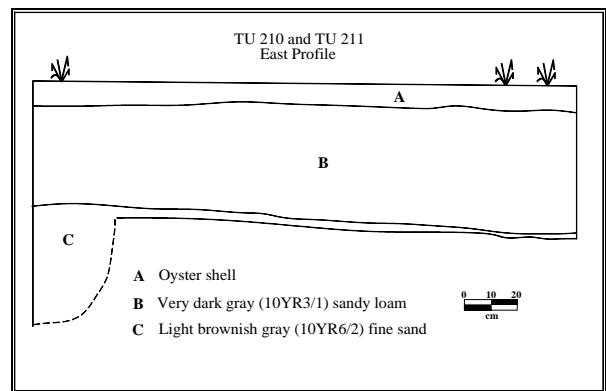 TU 210 and TU 211
East Profile
A
B
C
A Oyster shell
B Very dark gray (10YR3/1) sandy loam
C Light brownish gray (10YR6/2) fine sand
0 10 20
cm